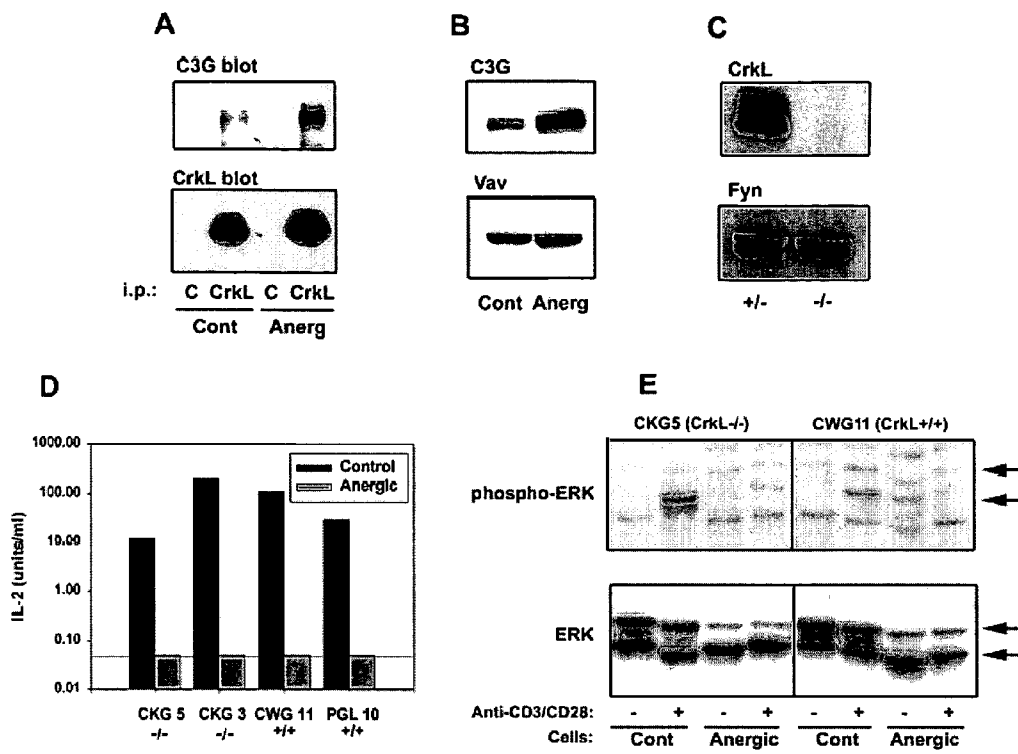 A
C3G blot
CrkL blot
i.p.: C CrkL C CrkL
Cont Anerg
B
C3G
Vav
Cont Anerg
C
CrkL
Fyn
+/- -/-
D
1000.00
100.00
10.00
1.00
0.10
0.01
IL-2 (units/ml)
Control
Anergic
CKG 5 CKG 3 CWG 11 PGL 10
-/- -/- +/+ +/+
E
CKG5 (CrkL-/-) CWG11 (CrkL+/+)
phospho-ERK
ERK
Anti-CD3/CD28: - + - + - + - +
Cells: Cont Anergic Cont Anergic